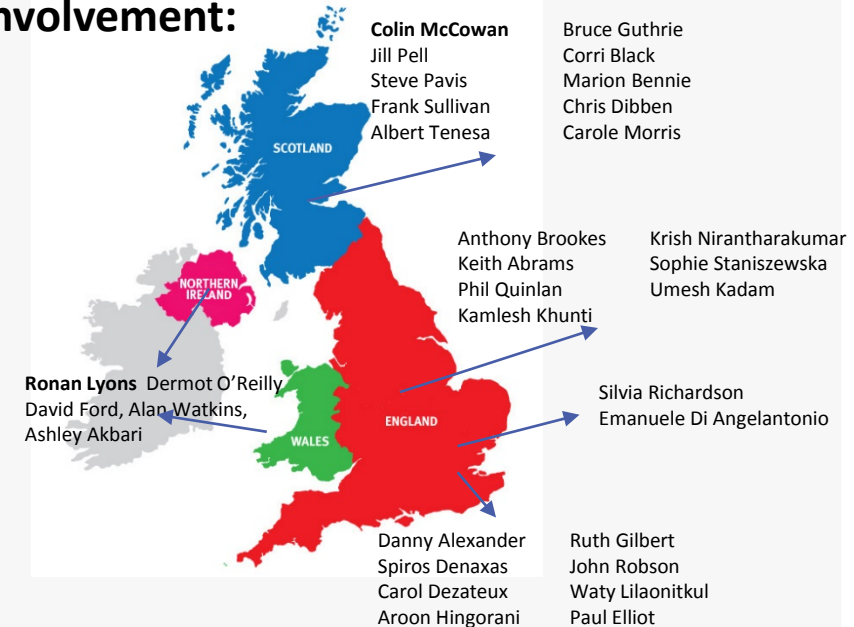 nvolvement:
Colin McCowan
Jill Pell
Steve Pavis
Frank Sullivan
Albert Tenesa
Bruce Guthrie
Corri Black
Marion Bennie
Chris Dibben
Carole Morris
SCOTLAND
Anthony Brookes
Keith Abrams
Phil Quinlan
Kamlesh Khunti
Krish Nirantharakumar
Sophie Staniszewska
Umesh Kadam
NORTHERN
IRELAND
Ronan Lyons Dermot O'Reilly
David Ford, Alan Watkins,
Ashley Akbari
WALES
ENGLAND
Silvia Richardson
Emanuele Di Angelantonio
Danny Alexander
Spiros Denaxas
Carol Dezateux
Aroon Hingorani
Ruth Gilbert
John Robson
Waty Lilaonitkul
Paul Elliot